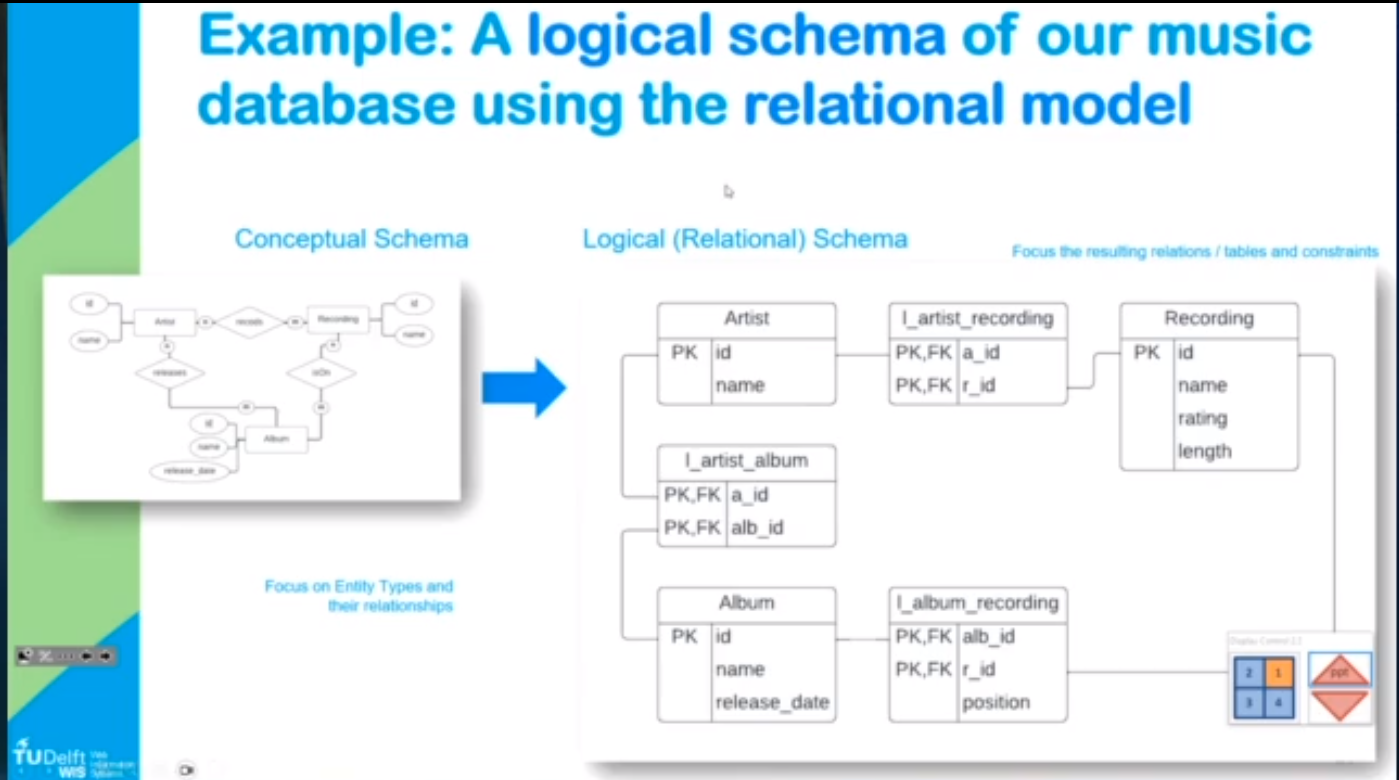 Example: A logical schema of our music
database using the relational model
Conceptual Schema
id
name
Artist
n
records
m
Recording
id
name
n
releases
n
isOn
m
m
id
name
release_date
Album
Focus on Entity Types and
their relationships
Logical (Relational) Schema
Focus the resulting relations / tables and constraints
Artist
PK id
name
l_artist_recording
PK,FK a_id
PK,FK r_id
Recording
PK id
name
rating
length
l_artist_album
PK,FK a_id
PK,FK alb_id
Album
PK id
name
release_date
l_album_recording
PK,FK alb_id
PK,FK r_id
position
2 1
3 4
ppt
TUDelft
WIS
Web
Information
Systems